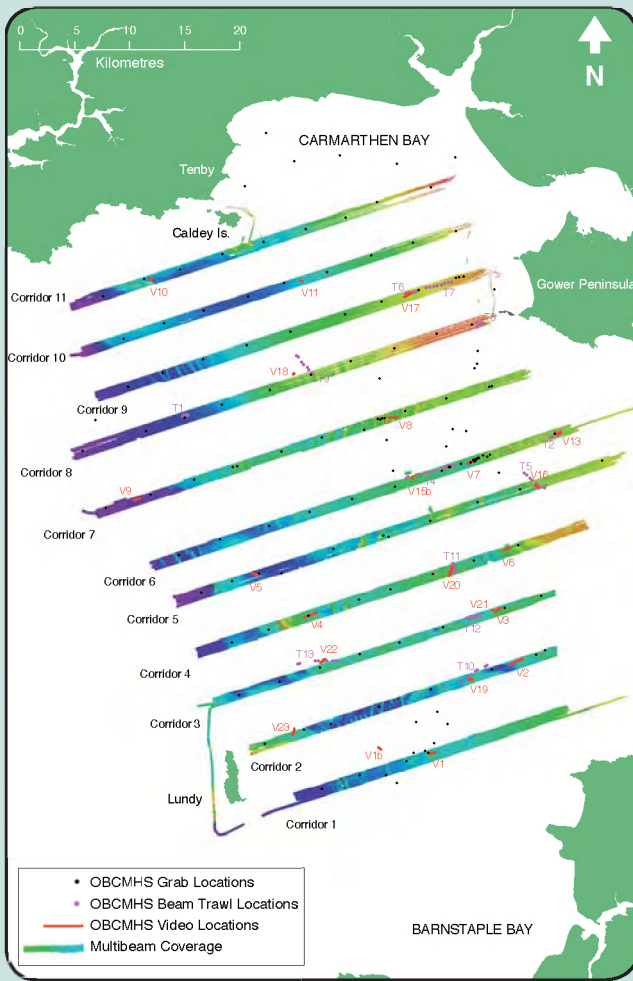 0 5 10 15 20
Kilometres
N
CARMARTHEN BAY
Tenby
Caldey Is.
Gower Peninsula
Corridor 11
V10
V11
T6
T7
V17
Corridor 10
T8
V18
T9
Corridor 9
T1
V8
Corridor 8
T2
V13
V9
T4
V7
V15b
T5
V16
Corridor 7
Corridor 6
V5
T11
V6
V20
Corridor 5
V4
V21
V3
T12
Corridor 4
T13
V22
T10
V2
V19
Corridor 3
V23
V1b
V1
Corridor 2
Lundy
Corridor 1
OBCMHS Grab Locations
OBCMHS Beam Trawl Locations
OBCMHS Video Locations
Multibeam Coverage
BARNSTAPLE BAY